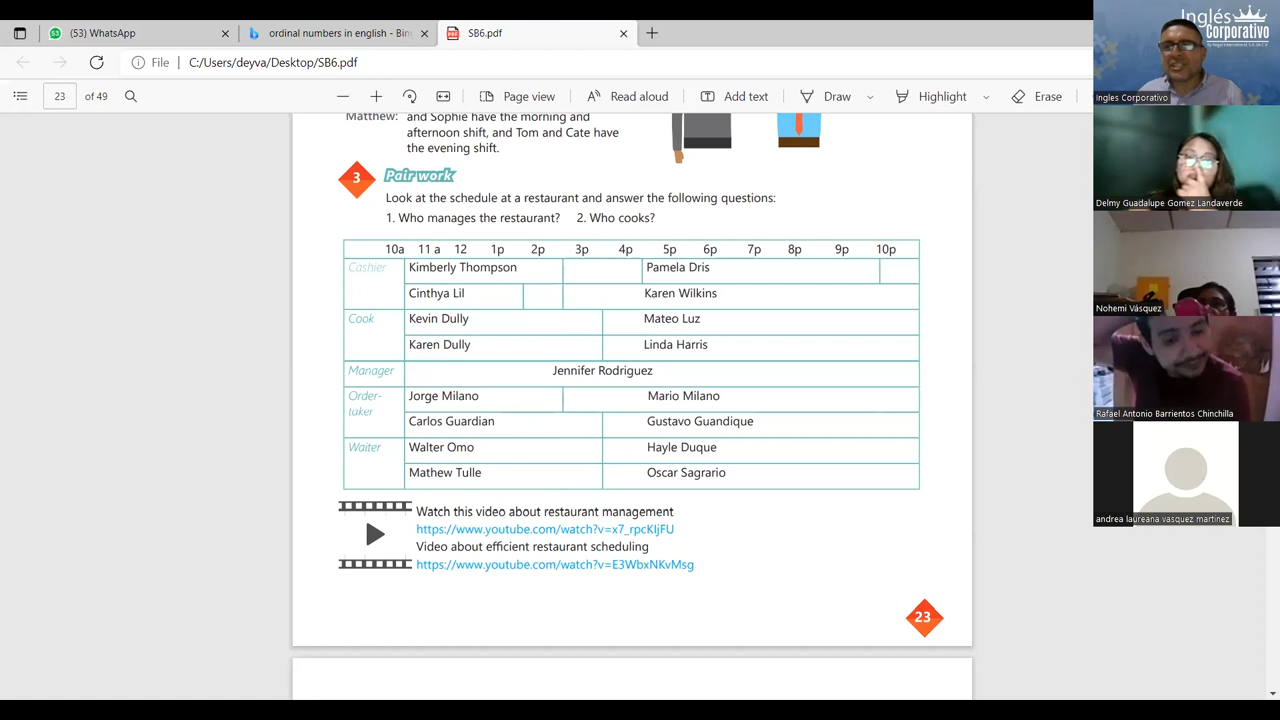 (53) WhatsApp
ordinal numbers in english - Bin
SB6.pdf
File
C:/Users/deyva/Desktop/SB6.pdf
23 of 49
Page view
Read aloud
Add text
Draw
Highlight
Erase
Matthew: and Sophie have the morning and
afternoon shift, and Tom and Cate have
the evening shift.
3 Pair work
Look at the schedule at a restaurant and answer the following questions:
1. Who manages the restaurant? 2. Who cooks?
10a 11 a 12 1p 2p 3p 4p 5p 6p 7p 8p 9p 10p
Cashier Kimberly Thompson Pamela Dris
Cinthya Lil Karen Wilkins
Cook Kevin Dully Mateo Luz
Karen Dully Linda Harris
Manager Jennifer Rodriguez
Order-
taker
Jorge Milano Mario Milano
Carlos Guardian Gustavo Guandique
Waiter Walter Omo Hayle Duque
Mathew Tulle Oscar Sagrario
Watch this video about restaurant management
https://www.youtube.com/watch?v=x7_rpcKIjFU
Video about efficient restaurant scheduling
https://www.youtube.com/watch?v=E3WbxNKvMsg
23
Inglés
Corporativo
Ingles Corporativo
Delmy Guadalupe Gomez Landaverde
Nohemi Vásquez
Rafael Antonio Barrientos Chinchilla
andrea laureana vasquez martinez